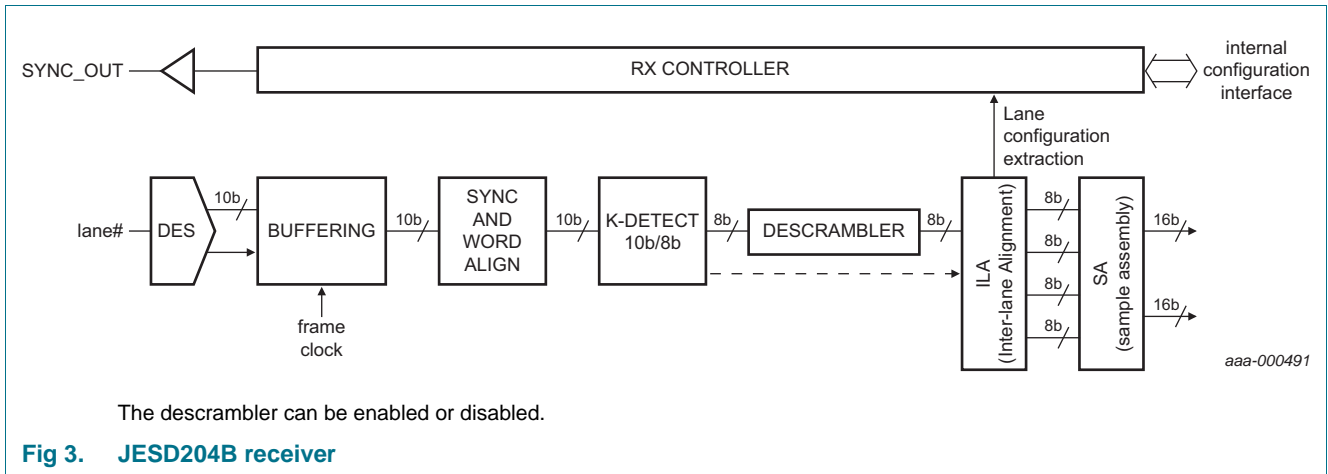 SYNC_OUT
RX CONTROLLER
internal
configuration
interface
Lane
configuration
extraction
lane#
DES
10b
BUFFERING
frame
clock
10b
SYNC
AND
WORD
ALIGN
10b
K-DETECT
10b/8b
8b
DESCRAMBLER
8b
ILA
(Inter-lane Alignment)
8b
8b
8b
8b
SA
(sample assembly)
16b
16b
aaa-000491
The descrambler can be enabled or disabled.
Fig 3. JESD204B receiver